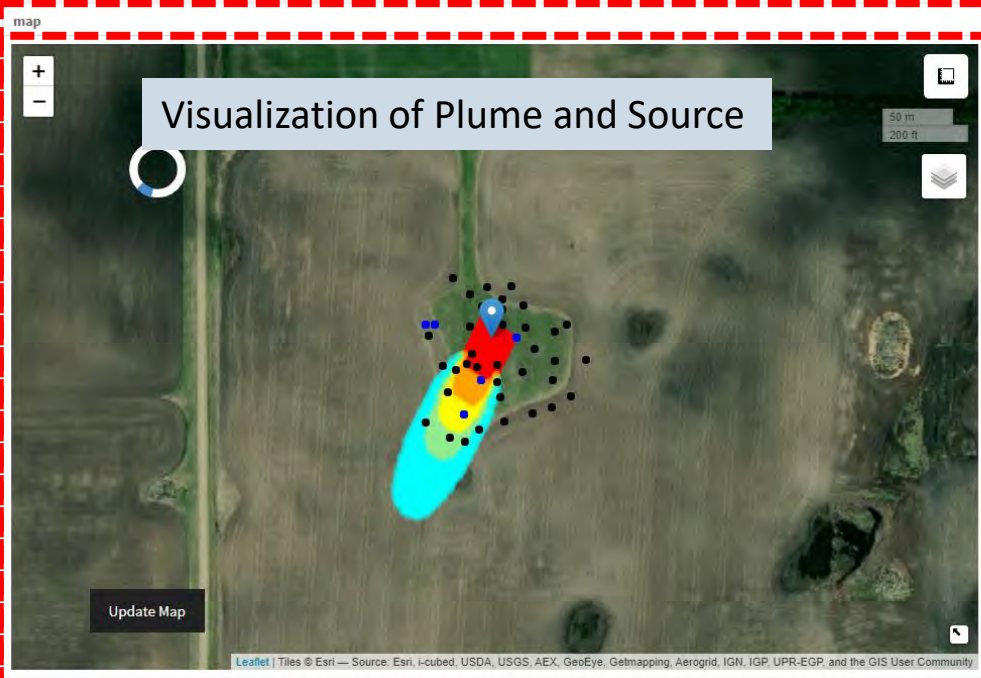 map
+
−
Visualization of Plume and Source
50 m
200 ft
Update Map
Leaflet | Tiles © Esri — Source: Esri, i-cubed, USDA, USGS, AEX, GeoEye, Getmapping, Aerogrid, IGN, IGP, UPR-EGP, and the GIS User Community